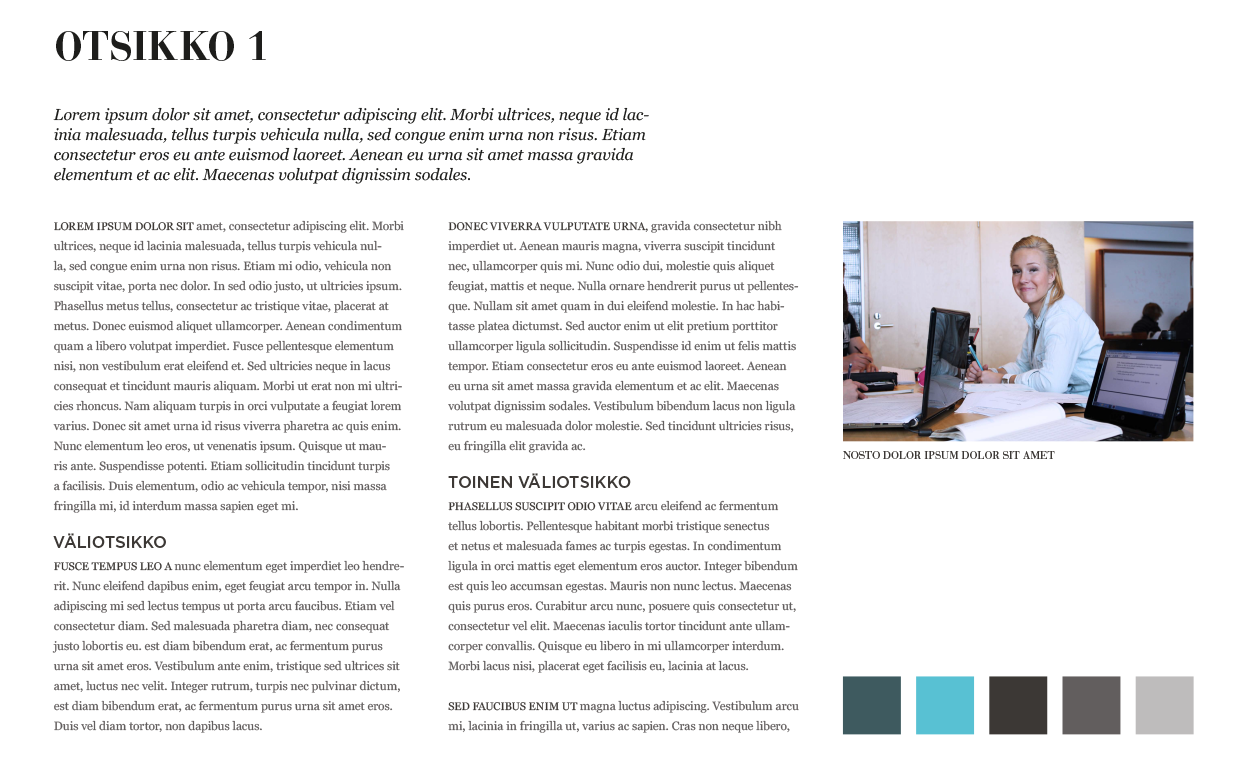 OTSIKKO 1
Lorem ipsum dolor sit amet, consectetur adipiscing elit. Morbi ultrices, neque id lac-
inia malesuada, tellus turpis vehicula nulla, sed congue enim urna non risus. Etiam
consectetur eros eu ante euismod laoreet. Aenean eu urna sit amet massa gravida
elementum et ac elit. Maecenas volutpat dignissim sodales.
LOREM IPSUM DOLOR SIT amet, consectetur adipiscing elit. Morbi
ultrices, neque id lacinia malesuada, tellus turpis vehicula nul-
la, sed congue enim urna non risus. Etiam mi odio, vehicula non
suscipit vitae, porta nec dolor. In sed odio justo, ut ultricies ipsum.
Phasellus metus tellus, consectetur ac tristique vitae, placerat at
metus. Donec euismod aliquet ullamcorper. Aenean condimentum
quam a libero volutpat imperdiet. Fusce pellentesque elementum
nisi, non vestibulum erat eleifend et. Sed ultricies neque in lacus
consequat et tincidunt mauris aliquam. Morbi ut erat non mi ultri-
cies rhoncus. Nam aliquam turpis in orci vulputate a feugiat lorem
varius. Donec sit amet urna id risus viverra pharetra ac quis enim.
Nunc elementum leo eros, ut venenatis ipsum. Quisque ut mau-
ris ante. Suspendisse potenti. Etiam sollicitudin tincidunt turpis
a facilisis. Duis elementum, odio ac vehicula tempor, nisi massa
fringilla mi, id interdum massa sapien eget mi.
VÄLIOTSIKKO
FUSCE TEMPUS LEO A nunc elementum eget imperdiet leo hendre-
rit. Nunc eleifend dapibus enim, eget feugiat arcu tempor in. Nulla
adipiscing mi sed lectus tempus ut porta arcu faucibus. Etiam vel
consectetur diam. Sed malesuada pharetra diam, nec consequat
justo lobortis eu. est diam bibendum erat, ac fermentum purus
urna sit amet eros. Vestibulum ante enim, tristique sed ultrices sit
amet, luctus nec velit. Integer rutrum, turpis nec pulvinar dictum,
est diam bibendum erat, ac fermentum purus urna sit amet eros.
Duis vel diam tortor, non dapibus lacus.
DONEC VIVERRA VULPUTATE URNA, gravida consectetur nibh
imperdiet ut. Aenean mauris magna, viverra suscipit tincidunt
nec, ullamcorper quis mi. Nunc odio dui, molestie quis aliquet
feugiat, mattis et neque. Nulla ornare hendrerit purus ut pellentes-
que. Nullam sit amet quam in dui eleifend molestie. In hac habi-
tasse platea dictumst. Sed auctor enim ut elit pretium porttitor
ullamcorper ligula sollicitudin. Suspendisse id enim ut felis mattis
tempor. Etiam consectetur eros eu ante euismod laoreet. Aenean
eu urna sit amet massa gravida elementum et ac elit. Maecenas
volutpat dignissim sodales. Vestibulum bibendum lacus non ligula
rutrum eu malesuada dolor molestie. Sed tincidunt ultricies risus,
eu fringilla elit gravida ac.
TOINEN VÄLIOTSIKKO
PHASELLUS SUSCIPIT ODIO VITAE arcu eleifend ac fermentum
tellus lobortis. Pellentesque habitant morbi tristique senectus
et netus et malesuada fames ac turpis egestas. In condimentum
ligula in orci mattis eget elementum eros auctor. Integer bibendum
est quis leo accumsan egestas. Mauris non nunc lectus. Maecenas
quis purus eros. Curabitur arcu nunc, posuere quis consectetur ut,
consectetur vel elit. Maecenas iaculis tortor tincidunt ante ullam-
corper convallis. Quisque eu libero in mi ullamcorper interdum.
Morbi lacus nisi, placerat eget facilisis eu, lacinia at lacus.
SED FAUCIBUS ENIM UT magna luctus adipiscing. Vestibulum arcu
mi, lacinia in fringilla ut, varius ac sapien. Cras non neque libero,
NOSTO DOLOR IPSUM DOLOR SIT AMET